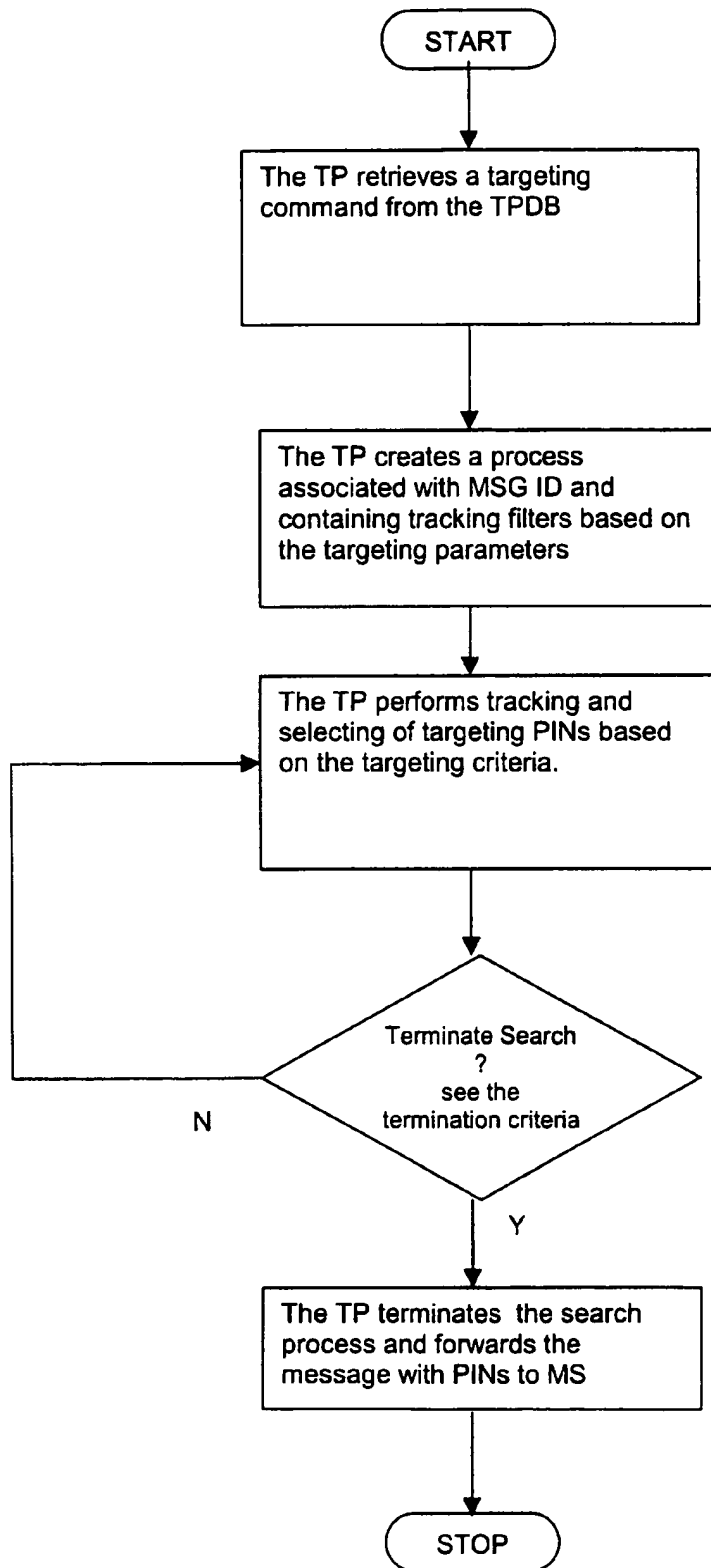 START
The TP retrieves a targeting
command from the TPDB
The TP creates a process
associated with MSG ID and
containing tracking filters based on
the targeting parameters
The TP performs tracking and
selecting of targeting PINs based
on the targeting criteria.
Terminate Search
?
see the
termination criteria
N
Y
The TP terminates the search
process and forwards the
message with PINs to MS
STOP